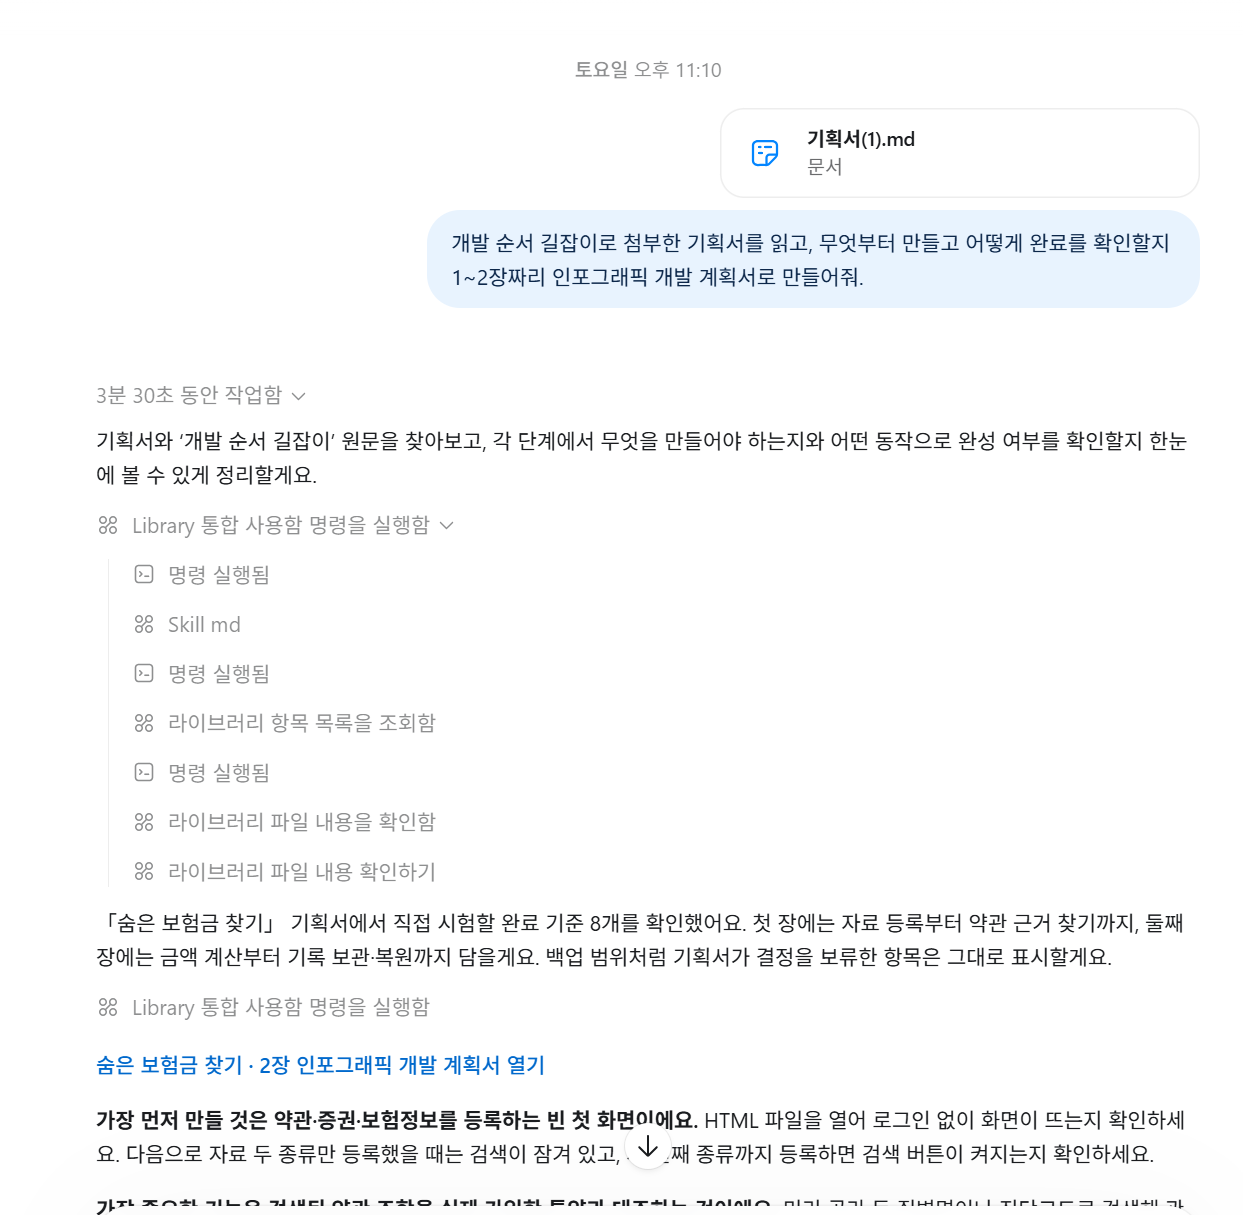 토요일 오후 11:10
기획서(1).md
문서
개발 순서 길잡이로 첨부한 기획서를 읽고, 무엇부터 만들고 어떻게 완료를 확인할지
1~2장짜리 인포그래픽 개발 계획서로 만들어줘.
3분 30초 동안 작업함
기획서와 ‘개발 순서 길잡이’ 원문을 찾아보고, 각 단계에서 무엇을 만들어야 하는지와 어떤 동작으로 완성 여부를 확인할지 한눈
에 볼 수 있게 정리할게요.
Library 통합 사용함 명령을 실행함
명령 실행됨
Skill md
명령 실행됨
라이브러리 항목 목록을 조회함
명령 실행됨
라이브러리 파일 내용을 확인함
라이브러리 파일 내용 확인하기
「숨은 보험금 찾기」 기획서에서 직접 시험할 완료 기준 8개를 확인했어요. 첫 장에는 자료 등록부터 약관 근거 찾기까지, 둘째
장에는 금액 계산부터 기록 보관·복원까지 담을게요. 백업 범위처럼 기획서가 결정을 보류한 항목은 그대로 표시할게요.
Library 통합 사용함 명령을 실행함
숨은 보험금 찾기 · 2장 인포그래픽 개발 계획서 열기
가장 먼저 만들 것은 약관·증권·보험정보를 등록하는 빈 첫 화면이에요. HTML 파일을 열어 로그인 없이 화면이 뜨는지 확인하세
요. 다음으로 자료 두 종류만 등록했을 때는 검색이 잠겨 있고, 종류까지 등록하면 검색 버튼이 켜지는지 확인하세요.